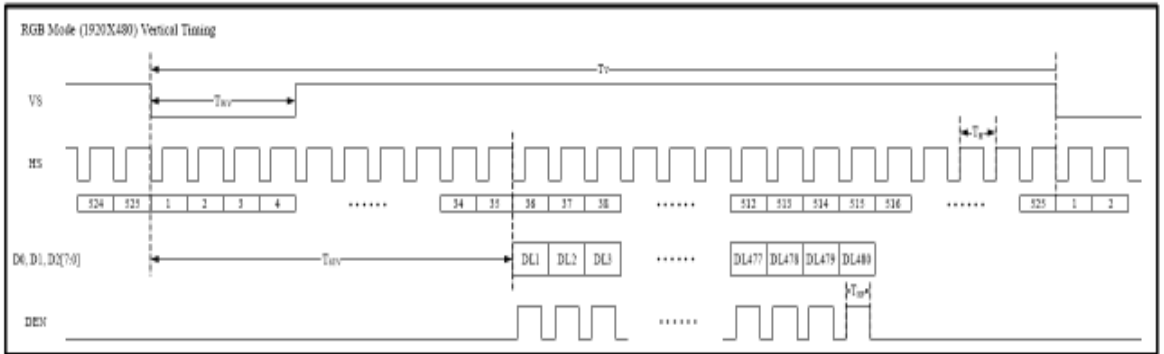 RGB Mode (1920X480) Vertical Timing
TV
VS
TWV
TH
HS
524 525 1 2 3 4 ...... 34 35 36 37 38 ...... 512 513 514 515 516 ...... 525 1 2
D0, D1, D2[7:0]
DL1 DL2 DL3 ...... DL477 DL478 DL479 DL480
DEN ......